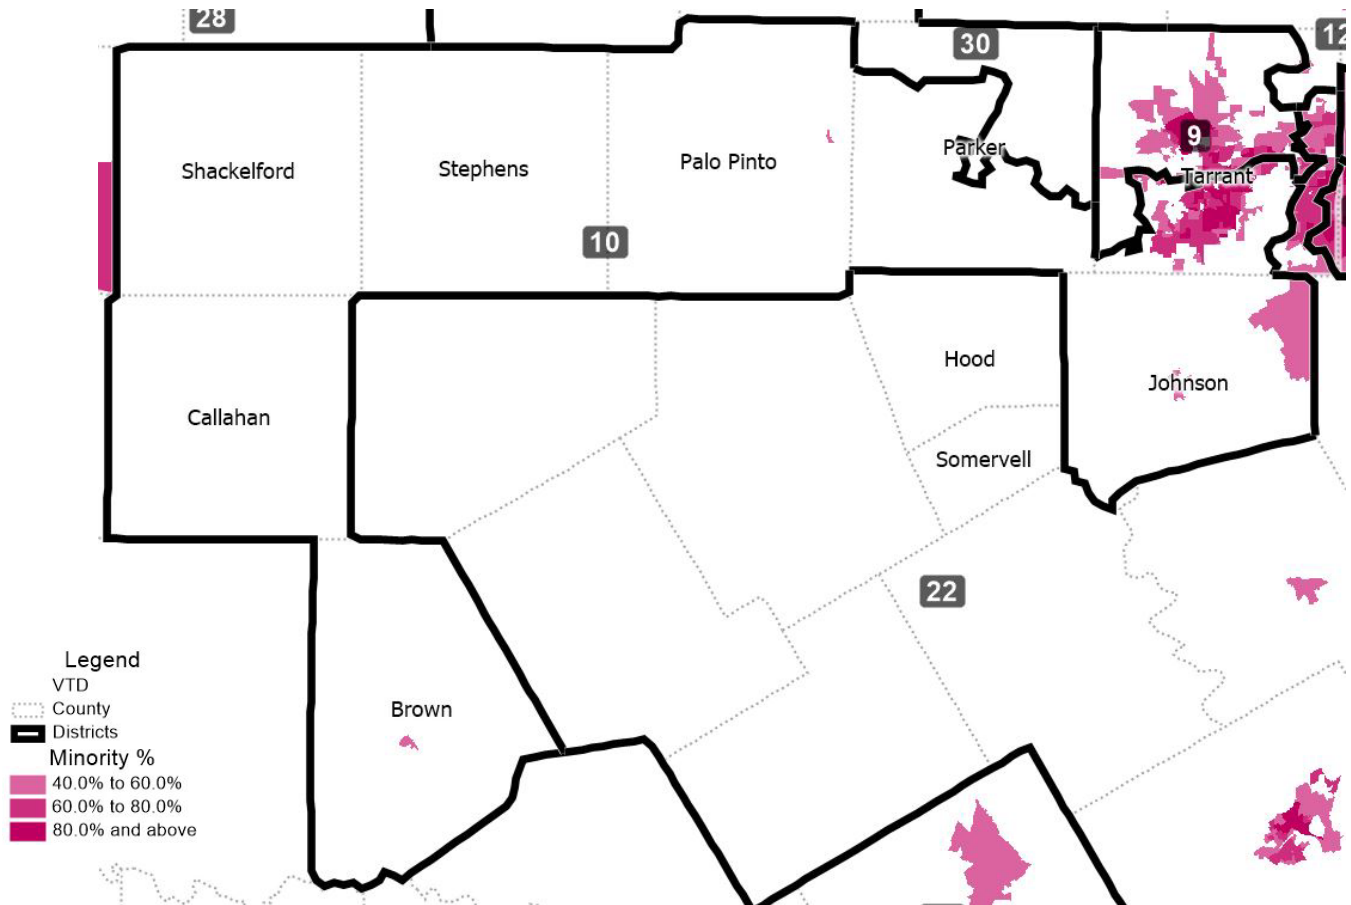 28
30
12
9
Parker
Shackelford
Stephens
Palo Pinto
Tarrant
10
Hood
Johnson
Callahan
Somervell
22
Brown
Legend
VTD
County
Districts
Minority %
40.0% to 60.0%
60.0% to 80.0%
80.0% and above